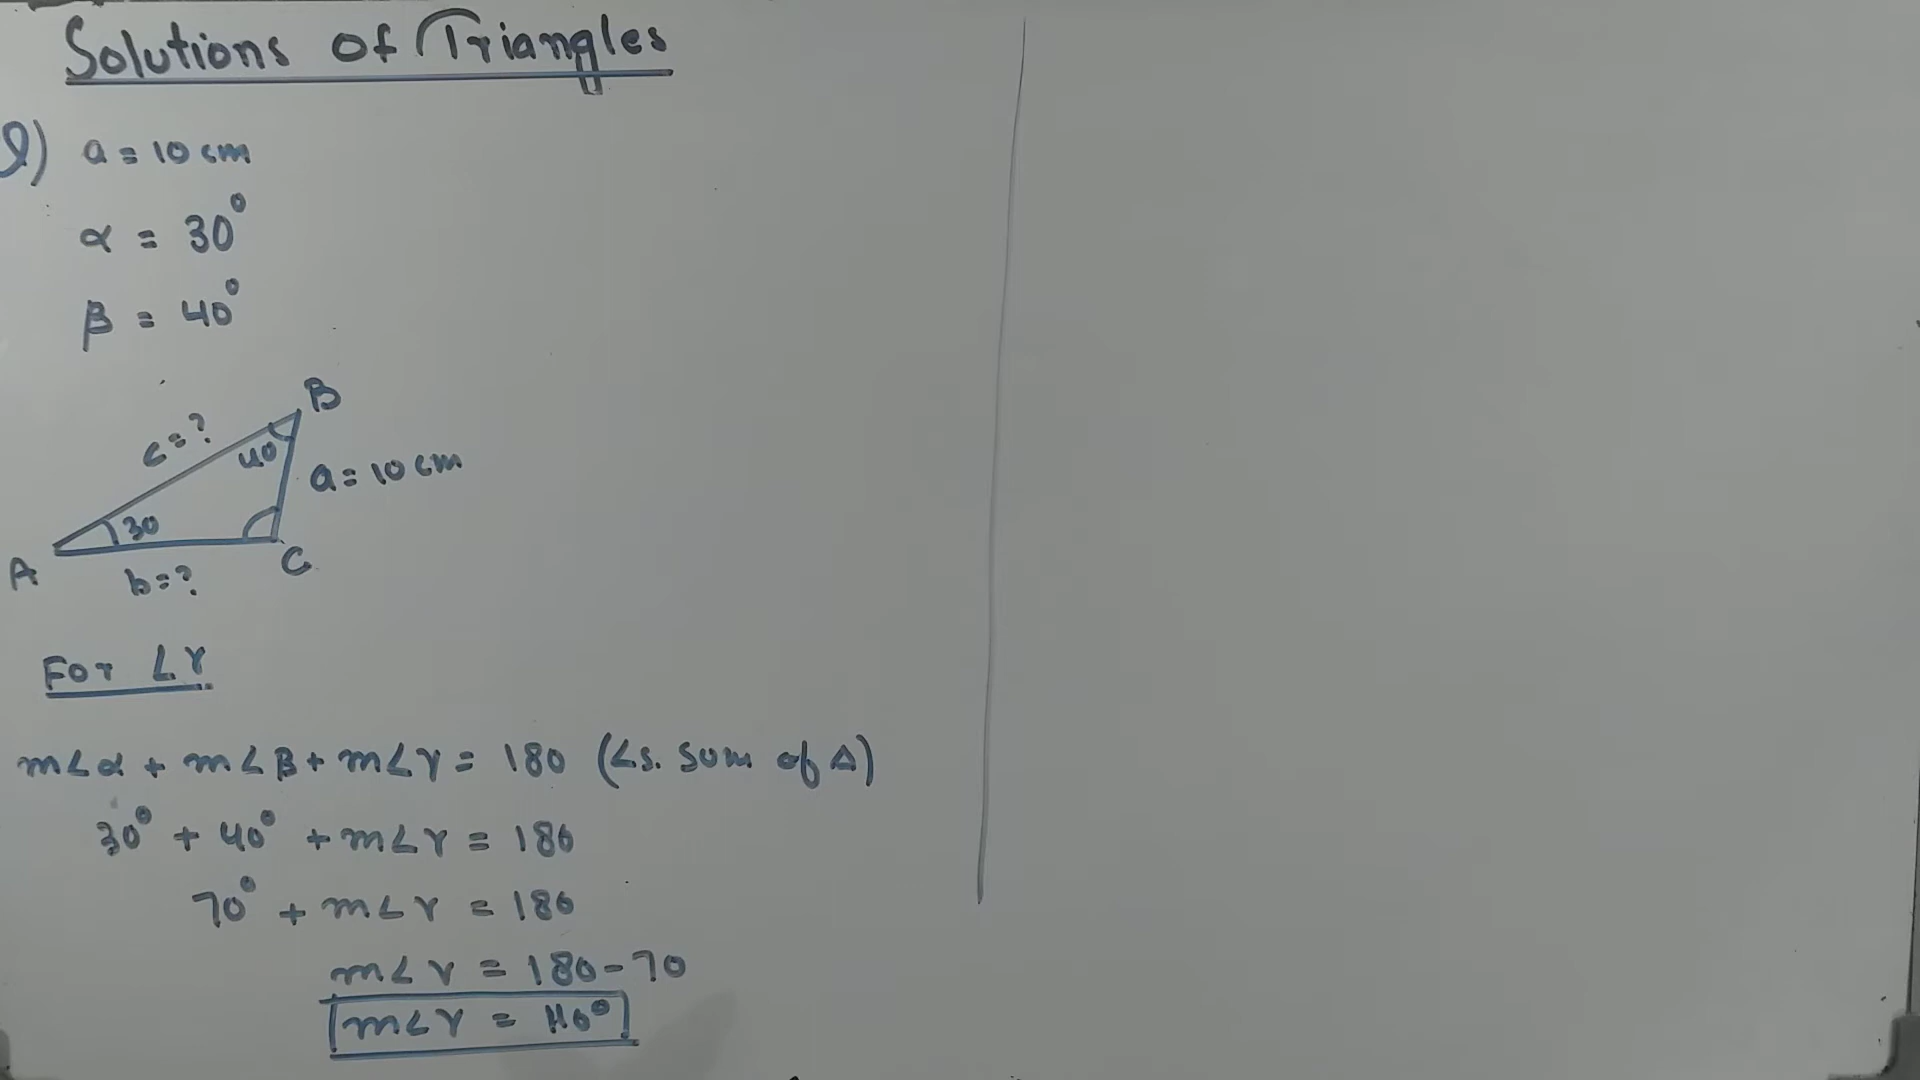 Solutions of Triangles
Q) a = 10 cm
α = 30°
β = 40°
B
c = ?
40
a = 10 cm
30
A
C
b = ?
For ∠γ
m∠α + m∠β + m∠γ = 180 (∠s. sum of Δ)
30° + 40° + m∠γ = 180
70° + m∠γ = 180
m∠γ = 180 - 70
m∠γ = 110°